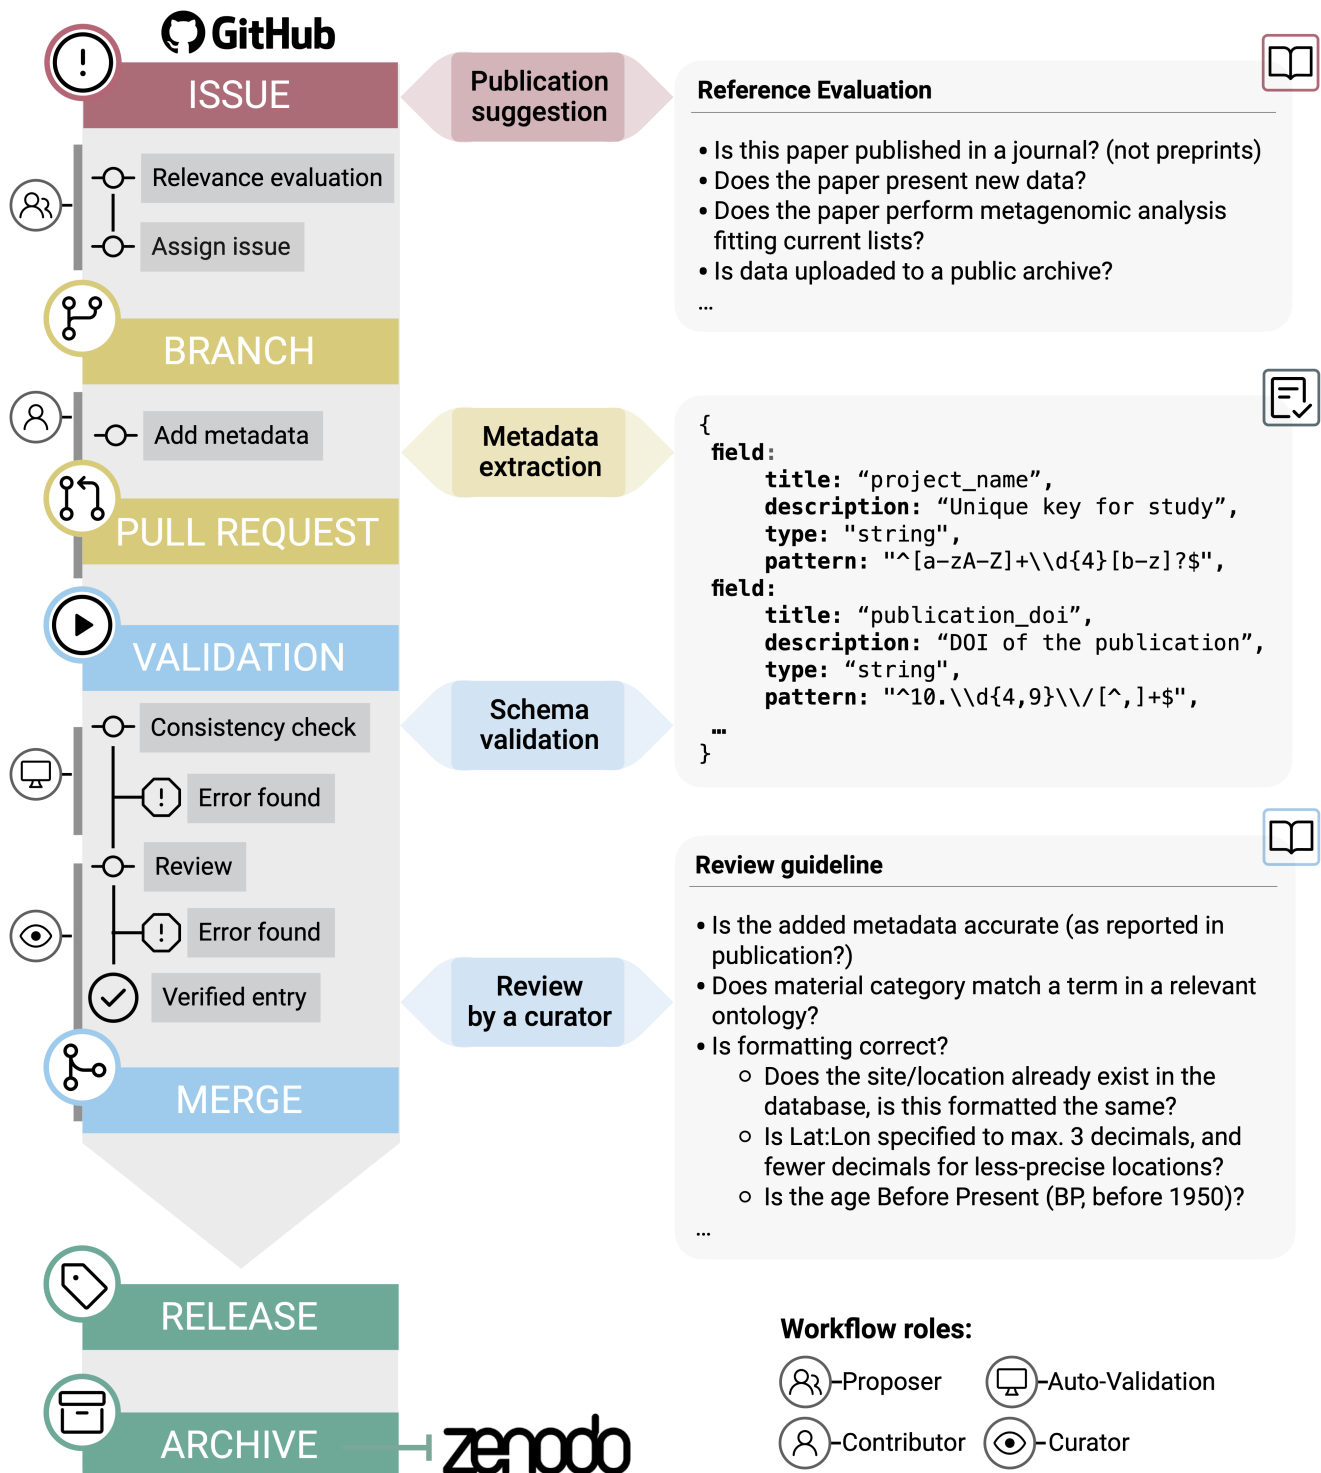 GitHub
ISSUE
Relevance evaluation
Assign issue
BRANCH
Add metadata
PULL REQUEST
VALIDATION
Consistency check
Error found
Review
Error found
Verified entry
MERGE
RELEASE
ARCHIVE
zenodo
Publication
suggestion
Metadata
extraction
Schema
validation
Review
by a curator
Reference Evaluation
• Is this paper published in a journal? (not preprints)
• Does the paper present new data?
• Does the paper perform metagenomic analysis
fitting current lists?
• Is data uploaded to a public archive?
...
{
field:
title: “project_name”,
description: “Unique key for study”,
type: "string",
pattern: "^[a-zA-Z]+\\d{4}[b-z]?$",
field:
title: “publication_doi”,
description: “DOI of the publication”,
type: “string",
pattern: "^10.\\d{4,9}\\/[^,]+$",
...
}
Review guideline
• Is the added metadata accurate (as reported in
publication?)
• Does material category match a term in a relevant
ontology?
• Is formatting correct?
○ Does the site/location already exist in the
database, is this formatted the same?
○ Is Lat:Lon specified to max. 3 decimals, and
fewer decimals for less-precise locations?
○ Is the age Before Present (BP, before 1950)?
...
Workflow roles:
Proposer
Auto-Validation
Contributor
Curator